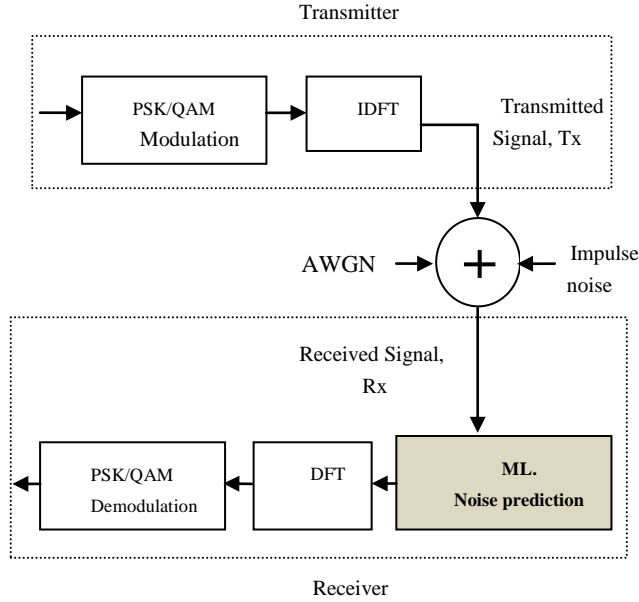 Transmitter
PSK/QAM
Modulation
IDFT
Transmitted
Signal, Tx
AWGN
+
Impulse
noise
Received Signal,
Rx
PSK/QAM
Demodulation
DFT
ML.
Noise prediction
Receiver